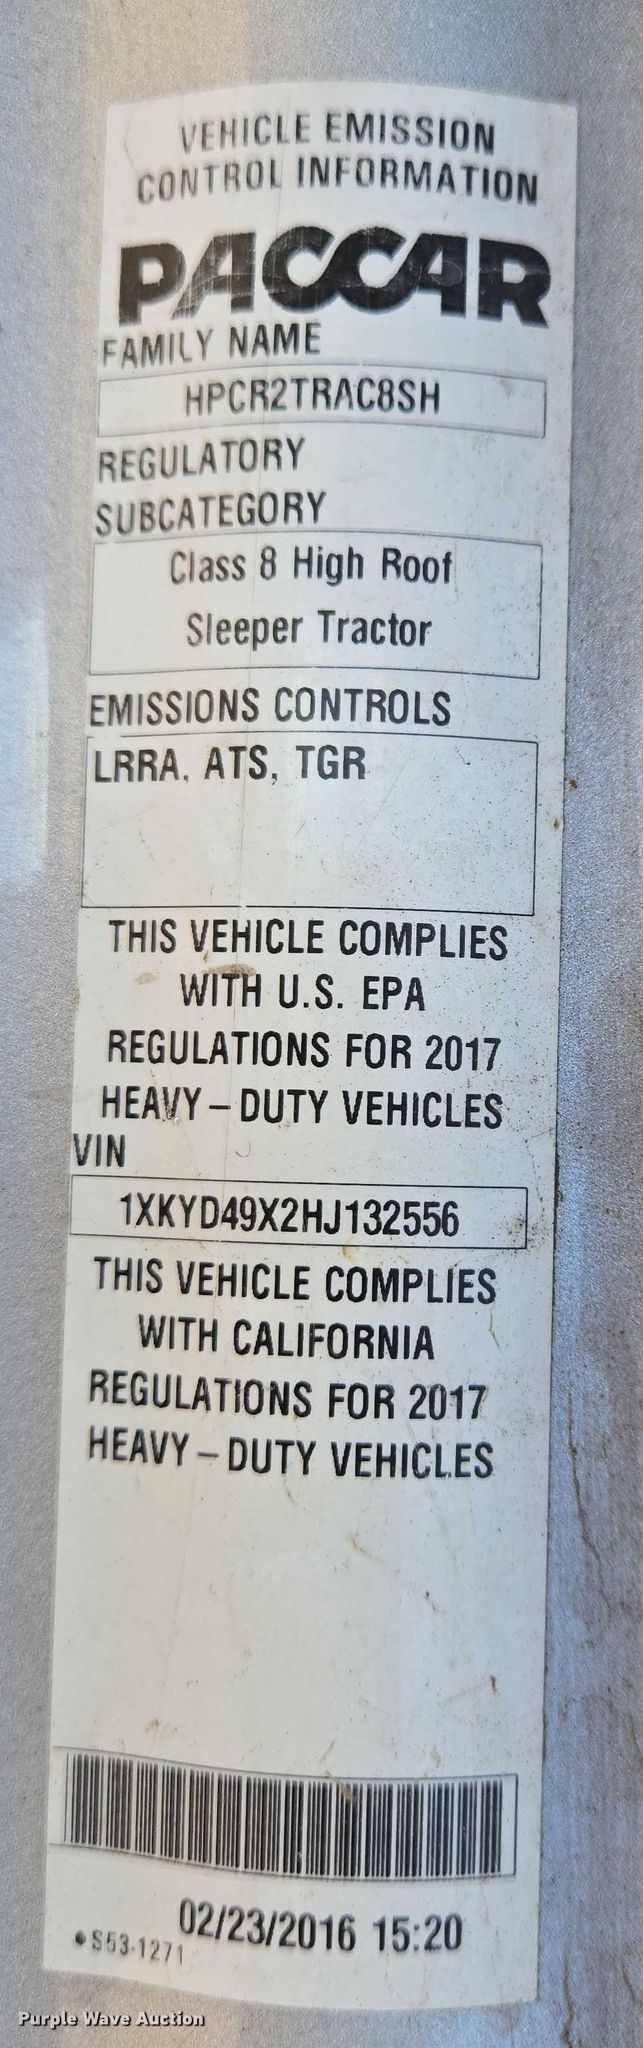 VEHICLE EMISSION
CONTROL INFORMATION
PACCAR
FAMILY NAME
HPCR2TRAC8SH
REGULATORY
SUBCATEGORY
Class 8 High Roof
Sleeper Tractor
EMISSIONS CONTROLS
LRRA, ATS, TGR
THIS VEHICLE COMPLIES
WITH U.S. EPA
REGULATIONS FOR 2017
HEAVY – DUTY VEHICLES
VIN
1XKYD49X2HJ132556
THIS VEHICLE COMPLIES
WITH CALIFORNIA
REGULATIONS FOR 2017
HEAVY – DUTY VEHICLES
02/23/2016 15:20
•S53-1271
Purple Wave Auction